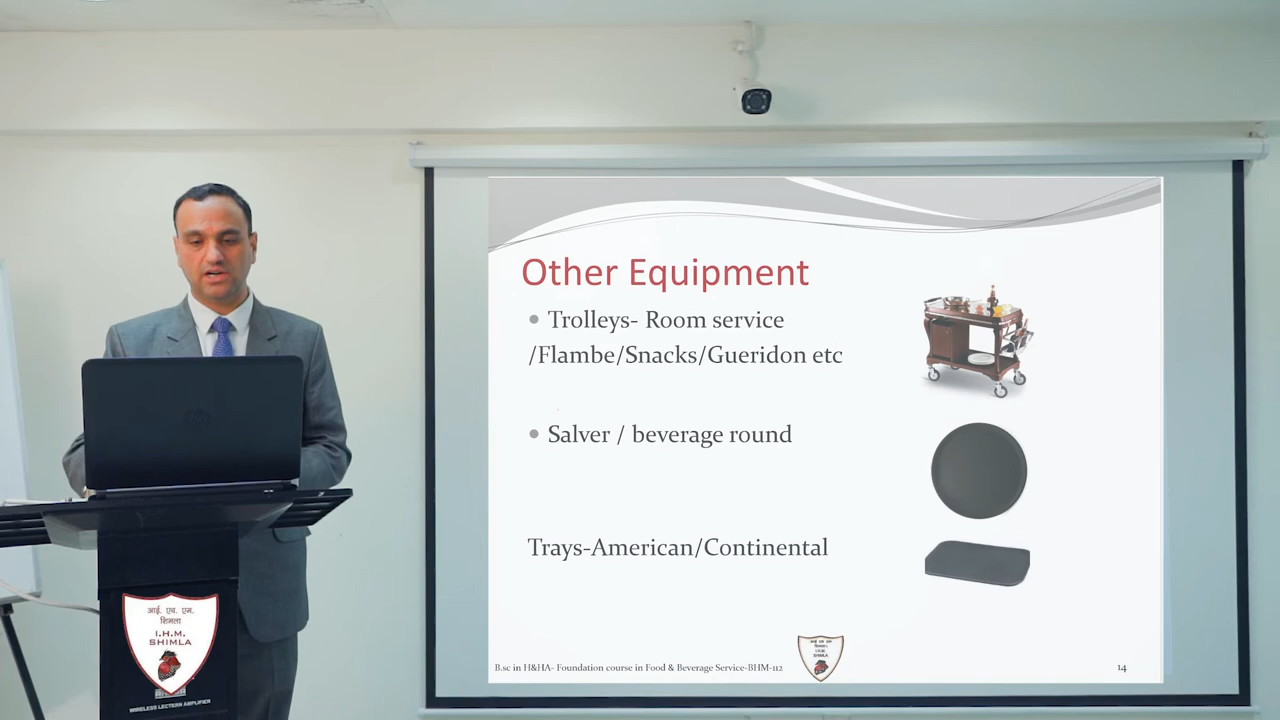 Other Equipment
Trolleys- Room service
/Flambe/Snacks/Gueridon etc
Salver / beverage round
Trays-American/Continental
B.sc in H&HA- Foundation course in Food & Beverage Service-BHM-112
14
आई. एच. एम.
शिमला
I.H.M.
SHIMLA
WIRELESS LECTERN AMPLIFIER
hp